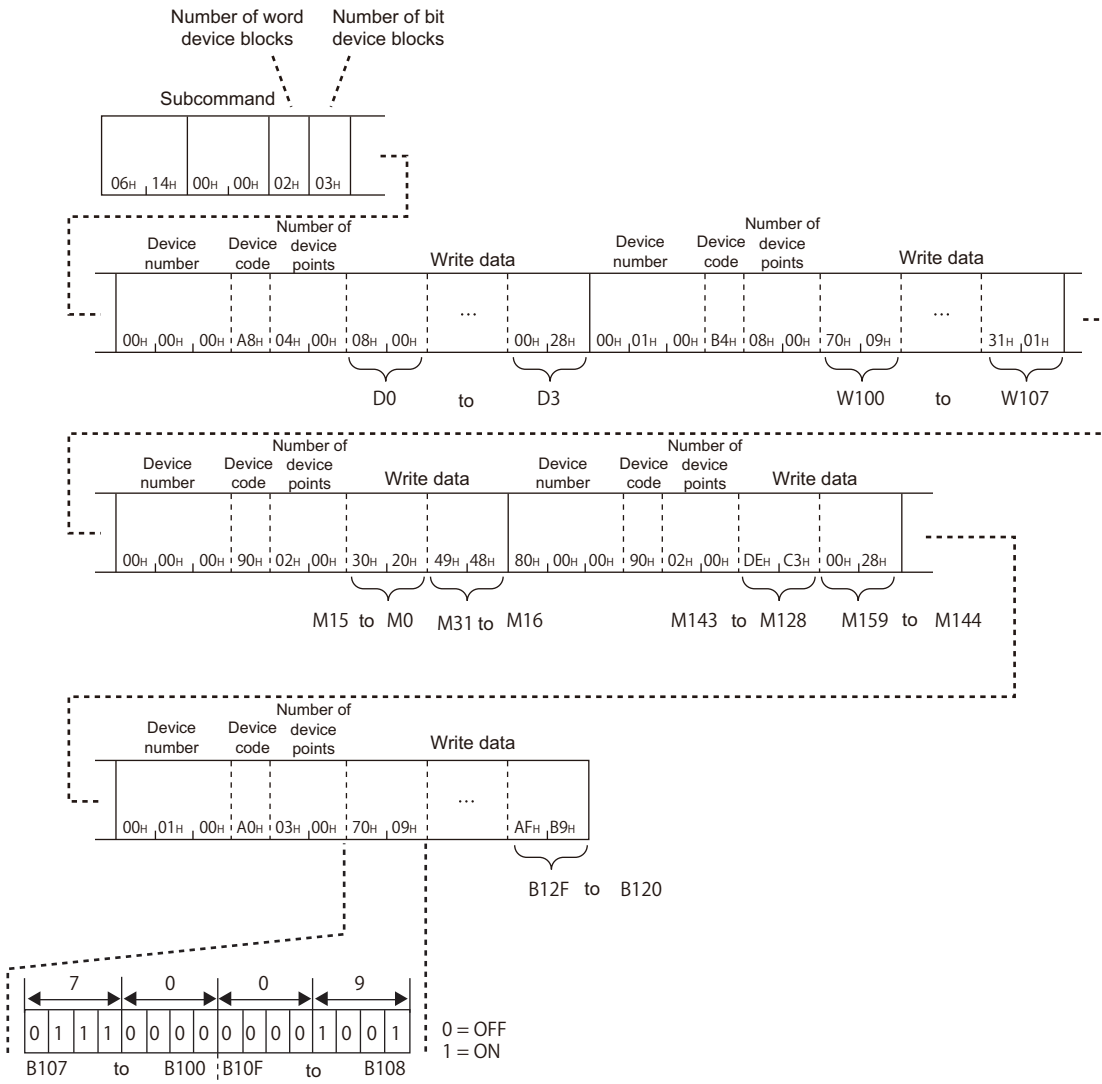 Number of word device blocks
Number of bit device blocks
Subcommand
06H 14H 00H 00H 02H 03H
Device number
Device code
Number of device points
Write data
Device number
Device code
Number of device points
Write data
00H 00H 00H A8H 04H 00H 08H 00H ... 00H 28H 00H 01H 00H B4H 08H 00H 70H 09H ... 31H 01H
D0 to D3 W100 to W107
Device number
Device code
Number of device points
Write data
Device number
Device code
Number of device points
Write data
00H 00H 00H 90H 02H 00H 30H 20H 49H 48H 80H 00H 00H 90H 02H 00H DEH C3H 00H 28H
M15 to M0 M31 to M16 M143 to M128 M159 to M144
Device number
Device code
Number of device points
Write data
00H 01H 00H A0H 03H 00H 70H 09H ... AFH B9H
B12F to B120
7 0 0 9
0 1 1 1 0 0 0 0 0 0 0 0 1 0 0 1
0 = OFF
1 = ON
B107 to B100 B10F to B108